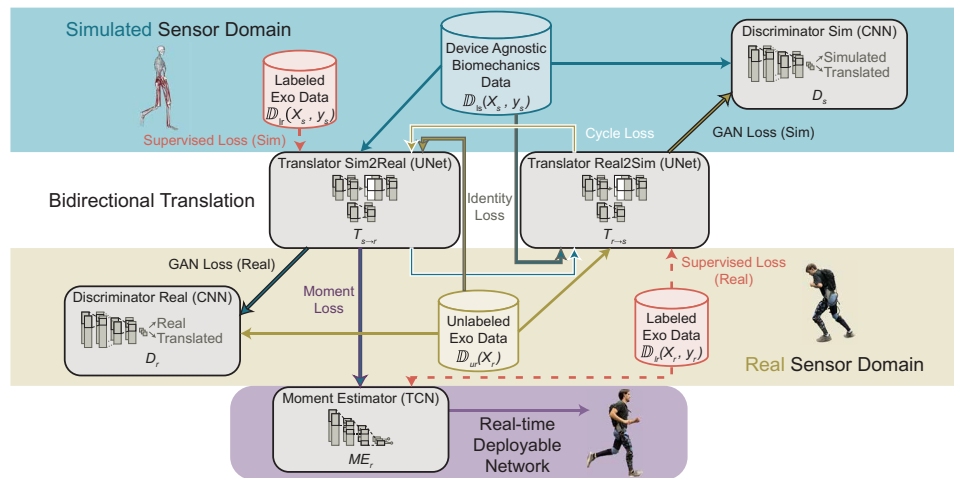 Simulated Sensor Domain
Labeled
Exo Data
𝔻lr(Xs, ys)
Device Agnostic
Biomechanics
Data
𝔻ls(Xs, ys)
Discriminator Sim (CNN)
Simulated
Translated
Ds
Supervised Loss (Sim)
Cycle Loss
GAN Loss (Sim)
Translator Sim2Real (UNet)
Ts→r
Translator Real2Sim (UNet)
Tr→s
Bidirectional Translation
Identity
Loss
GAN Loss (Real)
Supervised Loss
(Real)
Discriminator Real (CNN)
Real
Translated
Dr
Moment
Loss
Unlabeled
Exo Data
𝔻ur(Xr)
Labeled
Exo Data
𝔻lr(Xr, yr)
Real Sensor Domain
Moment Estimator (TCN)
MEr
Real-time
Deployable
Network